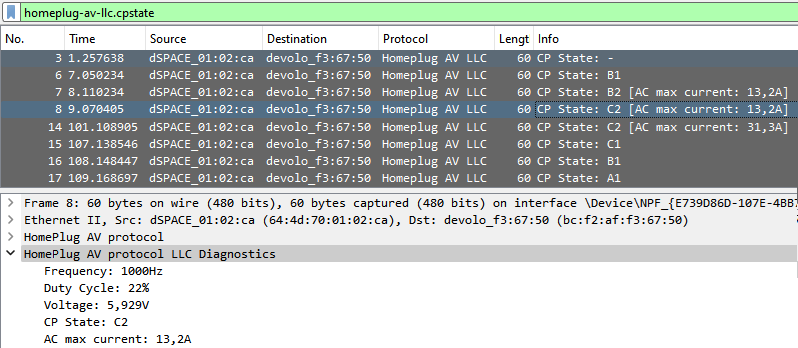 homeplug-av-llc.cpstate
No. Time Source Destination Protocol Lengt Info
3 1.257638 dSPACE_01:02:ca devolo_f3:67:50 Homeplug AV LLC 60 CP State: -
6 7.050234 dSPACE_01:02:ca devolo_f3:67:50 Homeplug AV LLC 60 CP State: B1
7 8.110234 dSPACE_01:02:ca devolo_f3:67:50 Homeplug AV LLC 60 CP State: B2 [AC max current: 13,2A]
8 9.070405 dSPACE_01:02:ca devolo_f3:67:50 Homeplug AV LLC 60 CP State: C2 [AC max current: 13,2A]
14 101.108905 dSPACE_01:02:ca devolo_f3:67:50 Homeplug AV LLC 60 CP State: C2 [AC max current: 31,3A]
15 107.138546 dSPACE_01:02:ca devolo_f3:67:50 Homeplug AV LLC 60 CP State: C1
16 108.148447 dSPACE_01:02:ca devolo_f3:67:50 Homeplug AV LLC 60 CP State: B1
17 109.168697 dSPACE_01:02:ca devolo_f3:67:50 Homeplug AV LLC 60 CP State: A1
Frame 8: 60 bytes on wire (480 bits), 60 bytes captured (480 bits) on interface \Device\NPF_{E739D86D-107E-4BB7
Ethernet II, Src: dSPACE_01:02:ca (64:4d:70:01:02:ca), Dst: devolo_f3:67:50 (bc:f2:af:f3:67:50)
HomePlug AV protocol
HomePlug AV protocol LLC Diagnostics
Frequency: 1000Hz
Duty Cycle: 22%
Voltage: 5,929V
CP State: C2
AC max current: 13,2A